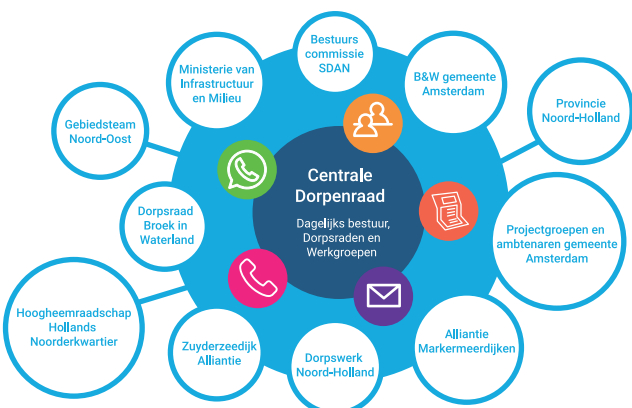 Bestuurs
commissie
SDAN
Ministerie van
Infrastructuur
en Milieu
B&W gemeente
Amsterdam
Provincie
Noord-Holland
Gebiedsteam
Noord-Oost
Centrale
Dorpenraad
Dagelijks bestuur,
Dorpsraden en
Werkgroepen
Dorpsraad
Broek in
Waterland
Projectgroepen en
ambtenaren gemeente
Amsterdam
Hoogheemraadschap
Hollands
Noorderkwartier
Zuyderzeedijk
Alliantie
Dorpswerk
Noord-Holland
Alliantie
Markermeerdijken